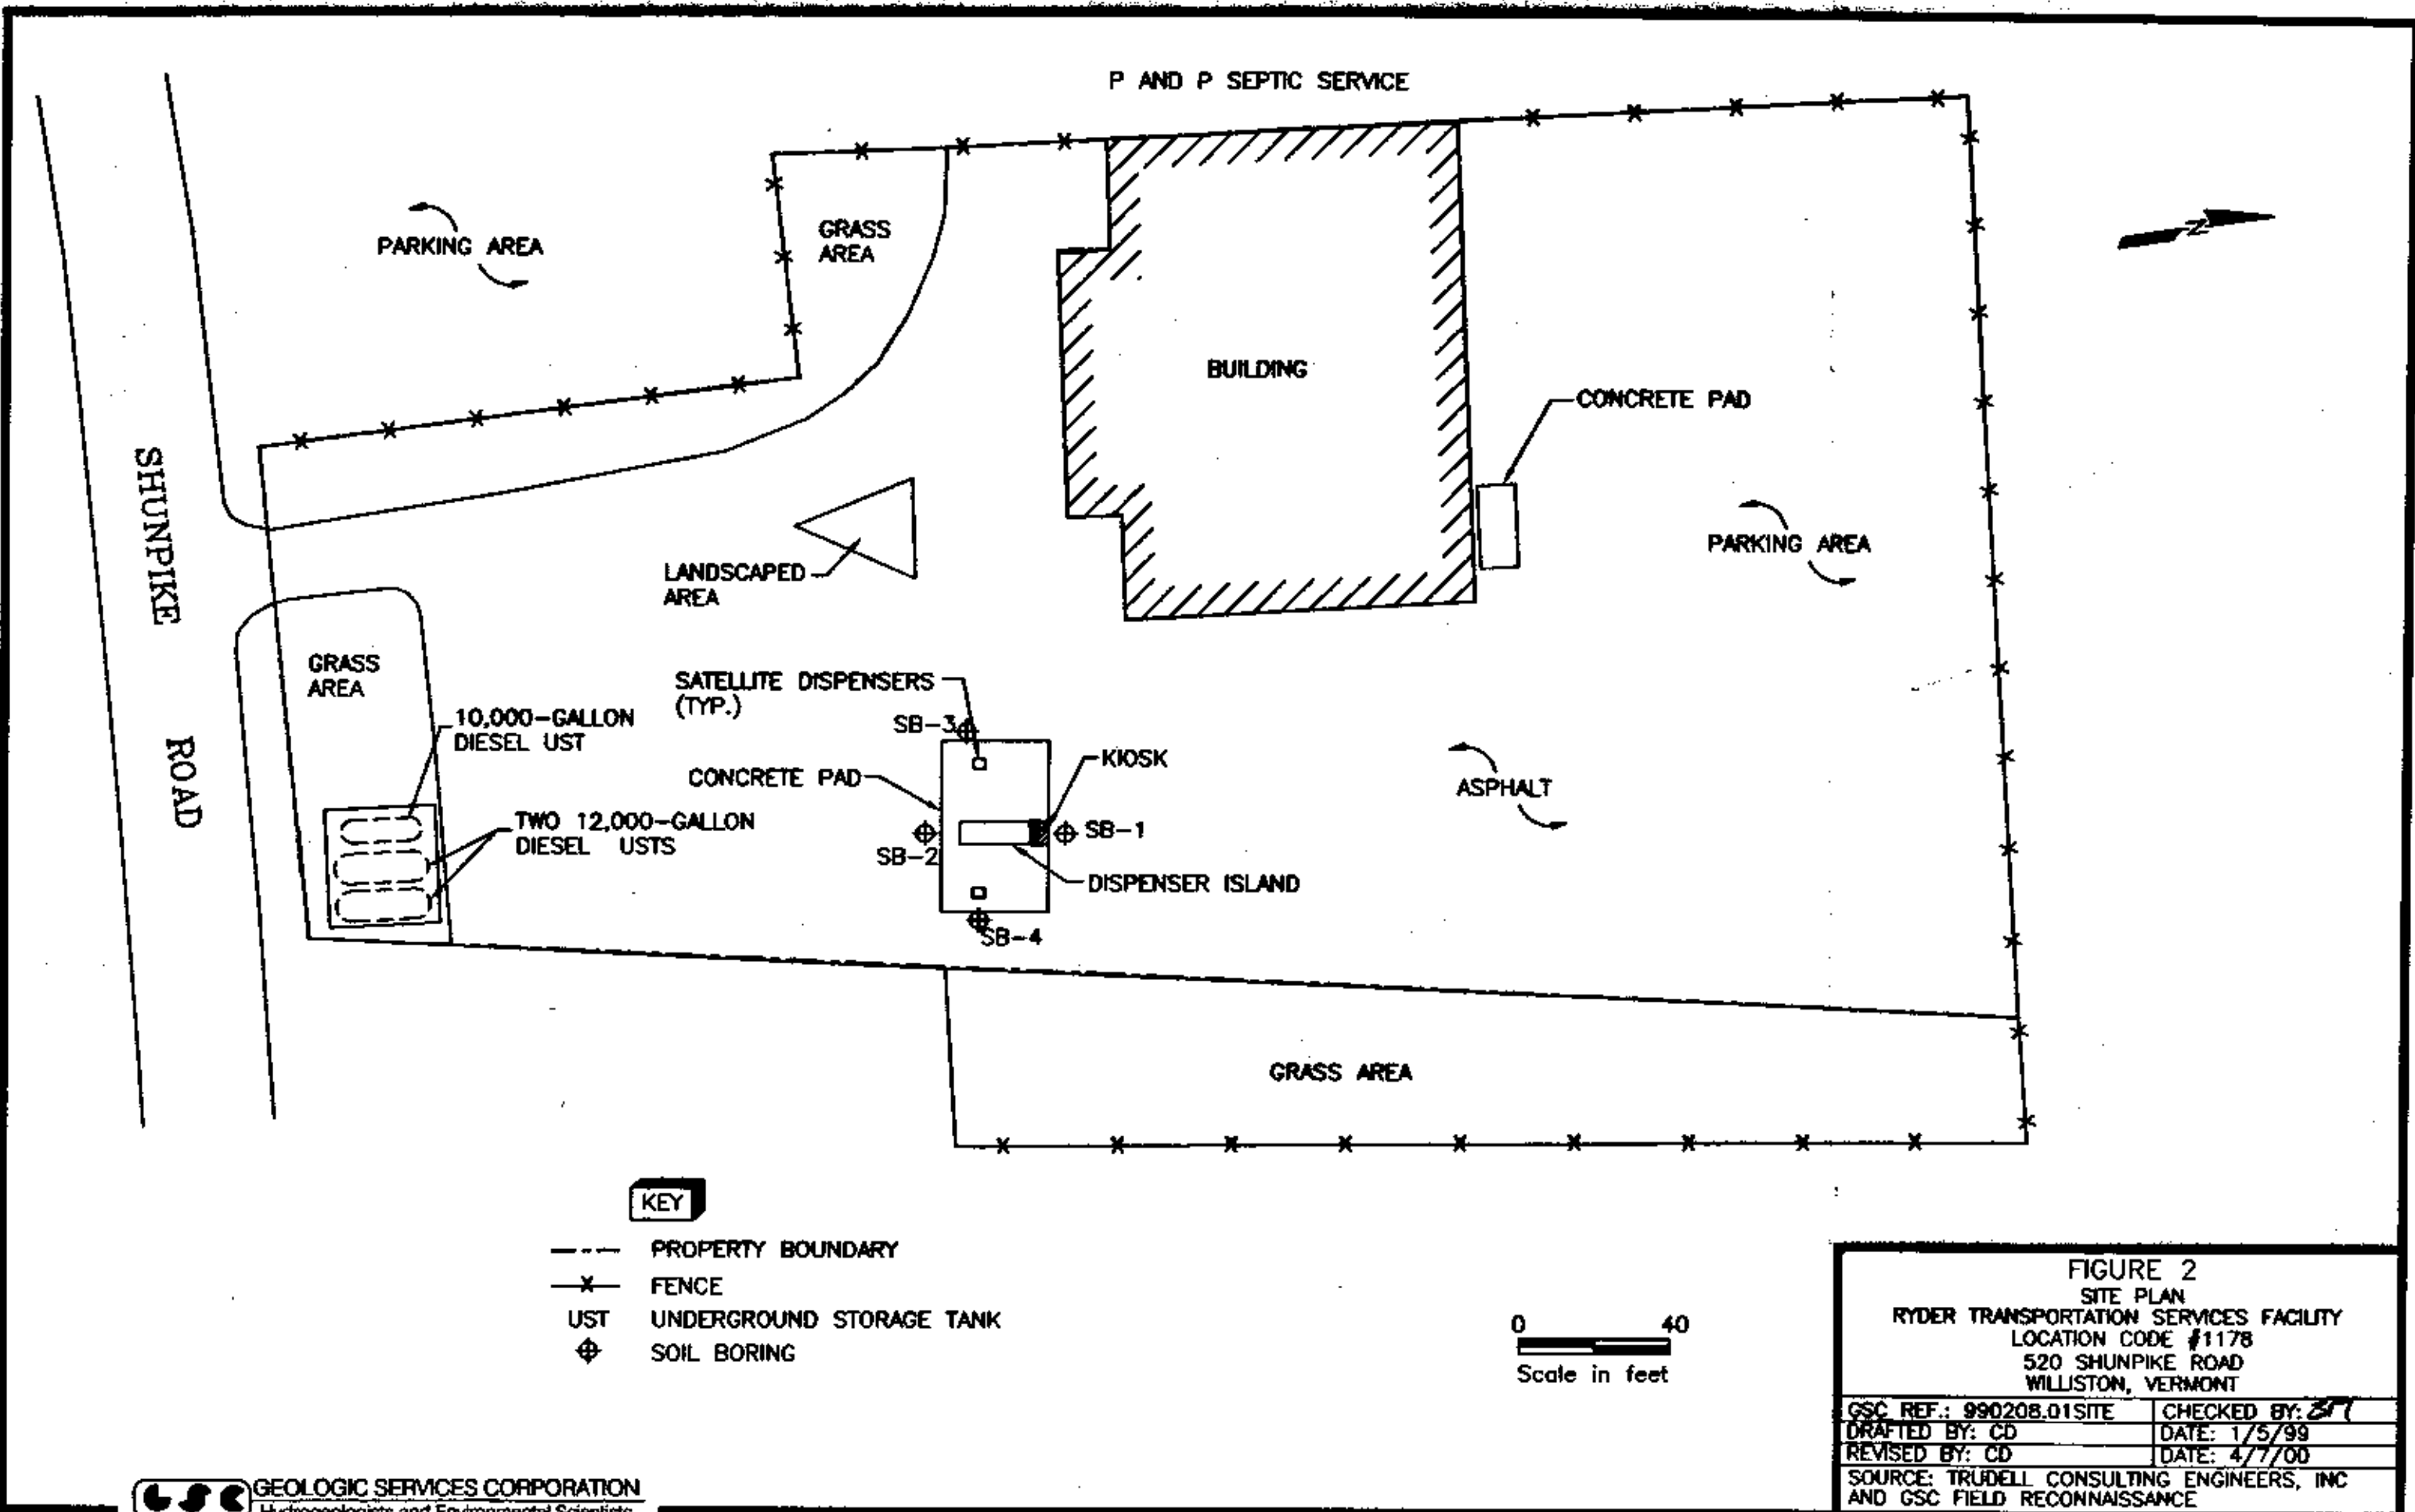 P AND P SEPTIC SERVICE
PARKING AREA
GRASS
AREA
N
BUILDING
CONCRETE PAD
SHUNPIKE ROAD
PARKING AREA
LANDSCAPED
AREA
GRASS
AREA
SATELLITE DISPENSERS
(TYP.)
SB-3
10,000-GALLON
DIESEL UST
CONCRETE PAD
KIOSK
ASPHALT
TWO 12,000-GALLON
DIESEL USTS
SB-1
SB-2
DISPENSER ISLAND
SB-4
GRASS AREA
KEY
PROPERTY BOUNDARY
FENCE
UST UNDERGROUND STORAGE TANK
SOIL BORING
0 40
Scale in feet
FIGURE 2
SITE PLAN
RYDER TRANSPORTATION SERVICES FACILITY
LOCATION CODE #1178
520 SHUNPIKE ROAD
WILLISTON, VERMONT
GSC REF.: 990208.01SITE CHECKED BY:
DRAFTED BY: CD DATE: 1/5/99
REVISED BY: CD DATE: 4/7/00
SOURCE: TRUDELL CONSULTING ENGINEERS, INC
AND GSC FIELD RECONNAISSANCE
GSC GEOLOGIC SERVICES CORPORATION
Hydrogeologists and Environmental Scientists